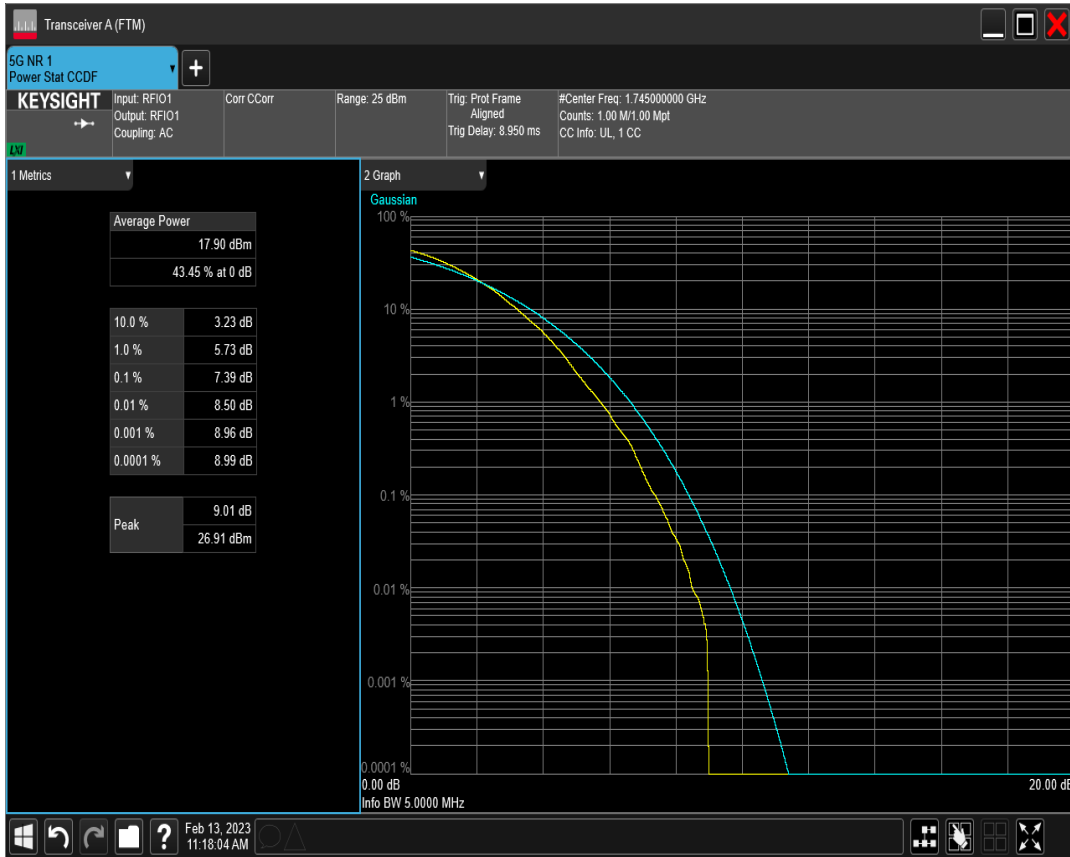 Transceiver A (FTM)
5G NR 1
Power Stat CCDF
+
KEYSIGHT
LXI
Input: RFIO1
Output: RFIO1
Coupling: AC
Corr CCorr
Range: 25 dBm
Trig: Prot Frame
Aligned
Trig Delay: 8.950 ms
#Center Freq: 1.745000000 GHz
Counts: 1.00 M/1.00 Mpt
CC Info: UL, 1 CC
1 Metrics
Average Power
17.90 dBm
43.45 % at 0 dB
10.0 % 3.23 dB
1.0 % 5.73 dB
0.1 % 7.39 dB
0.01 % 8.50 dB
0.001 % 8.96 dB
0.0001 % 8.99 dB
Peak
9.01 dB
26.91 dBm
2 Graph
Gaussian
100 %
10 %
1 %
0.1 %
0.01 %
0.001 %
0.0001 %
0.00 dB 20.00 dB
Info BW 5.0000 MHz
?
Feb 13, 2023
11:18:04 AM